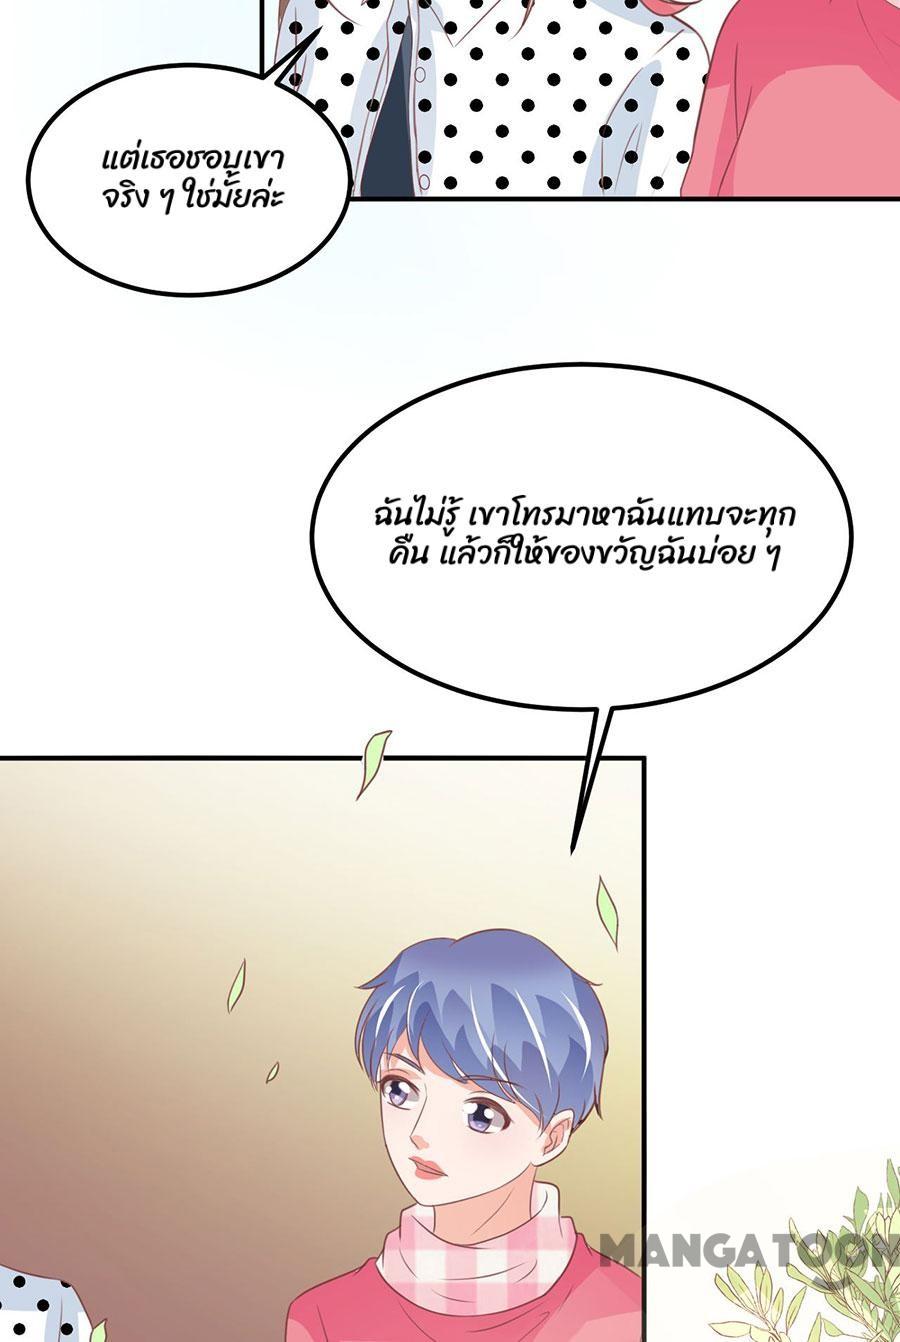 แต่เธอชอบเขา
จริง ๆ ใช่มั้ยล่ะ
ฉันไม่รู้ เขาโทรมาหาฉันแทบจะทุก
คืน แล้วก็ให้ของขวัญฉันบ่อย ๆ
MANGATOON